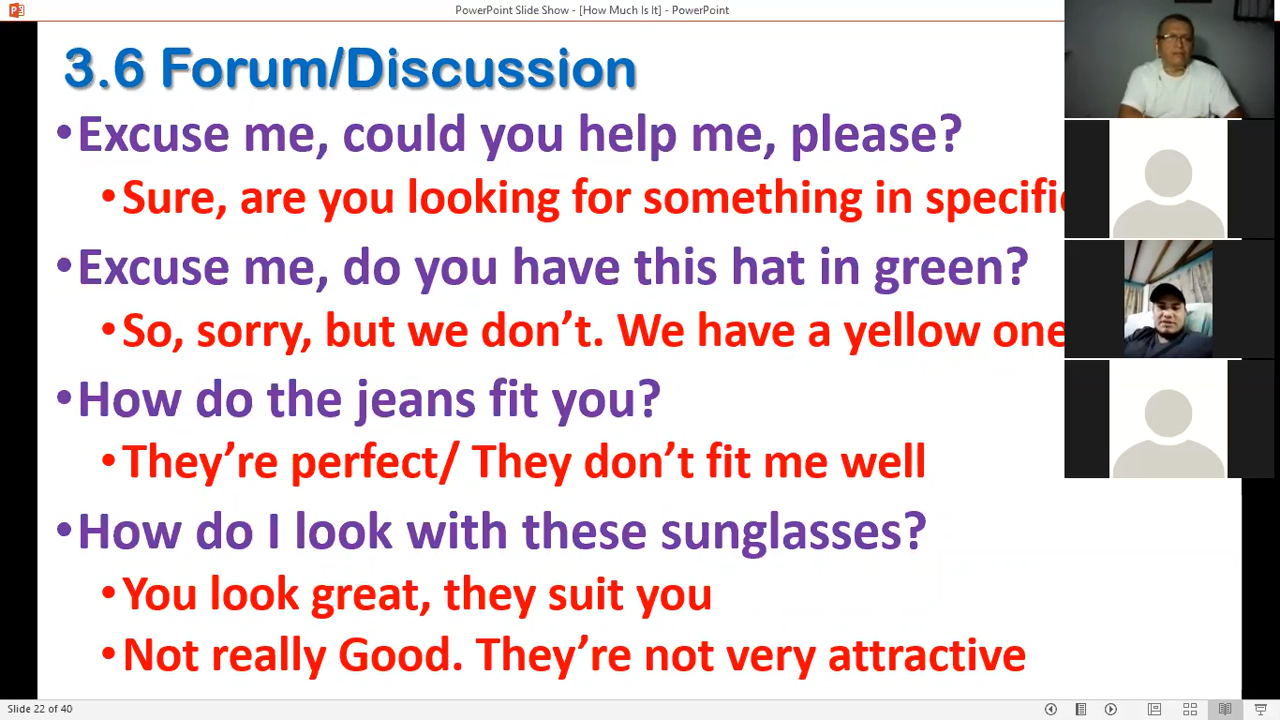 PowerPoint Slide Show - [How Much Is It] - PowerPoint
3.6 Forum/Discussion
•Excuse me, could you help me, please?
•Sure, are you looking for something in
•Excuse me, do you have this hat in green?
•So, sorry, but we don't. We have a yellow one
•How do the jeans fit you?
•They're perfect/ They don't fit me well
•How do I look with these sunglasses?
•You look great, they suit you
•Not really Good. They're not very attractive
Slide 22 of 40